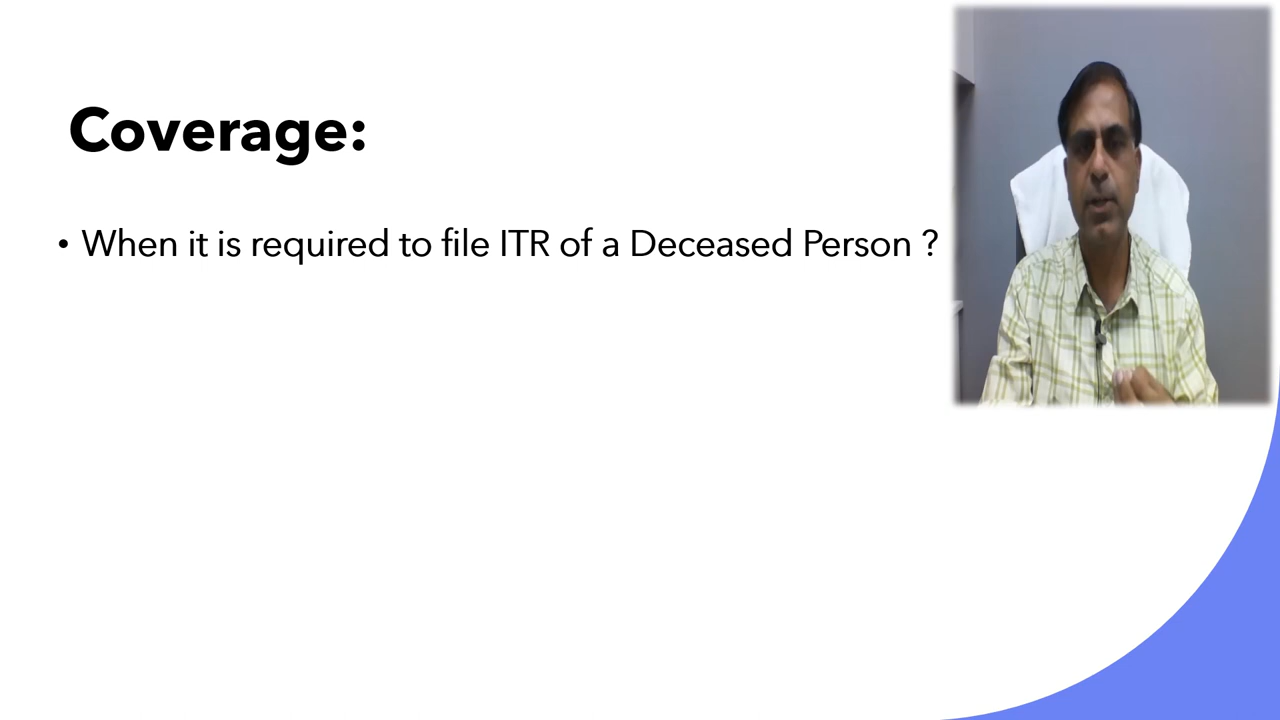 Coverage:
• When it is required to file ITR of a Deceased Person ?